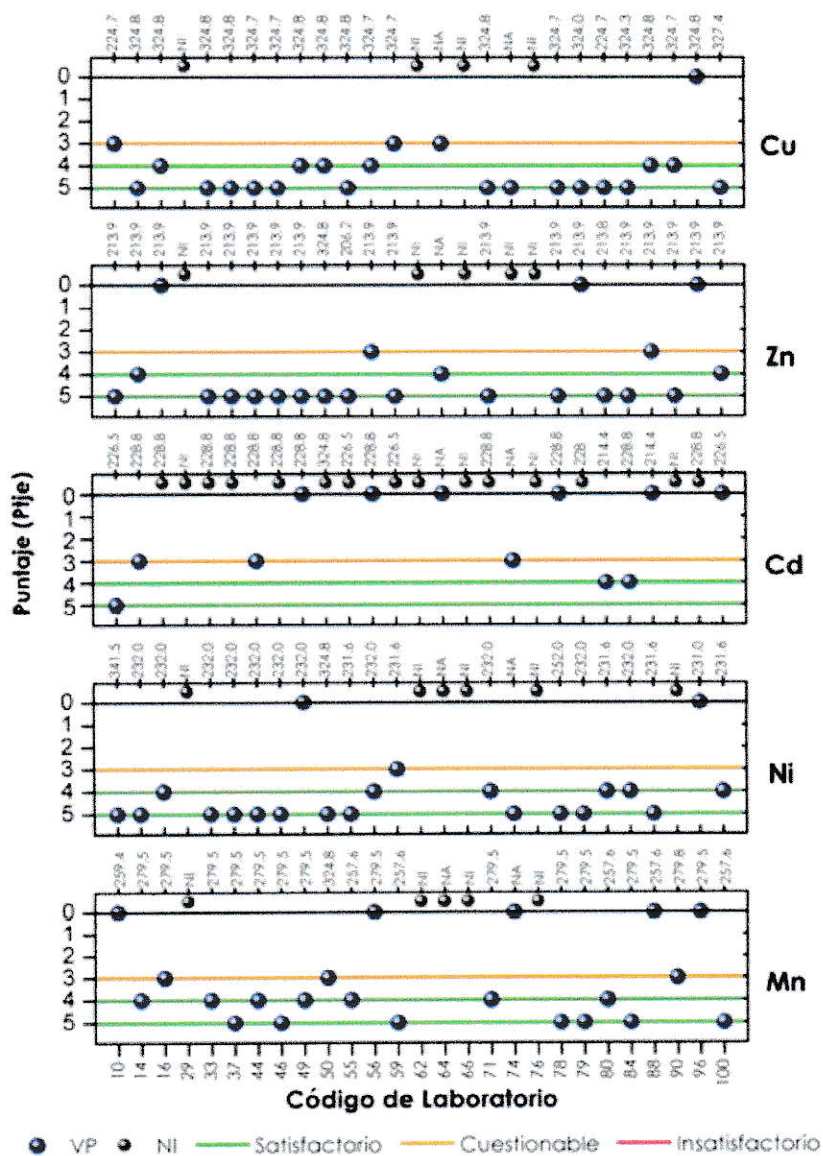 224.7 324.8 324.8 NI 324.8 324.8 324.7 324.7 324.8 324.8 324.8 324.7 324.7 NI NA NI 324.8 NA NI 324.7 324.0 224.7 324.3 324.8 324.7 324.8 327.4
0
1
2
3
4
5
Cu
213.9 213.9 213.9 NI 213.9 213.9 213.9 213.9 213.9 324.8 206.2 213.9 213.9 NI NA NI 213.9 NI NI 213.9 213.9 213.8 213.9 213.9 213.9 213.9 213.9
0
1
2
3
4
5
Zn
226.5 228.8 228.8 NI 228.8 228.8 228.8 228.8 228.8 324.8 226.5 228.8 226.5 NI NA NI 228.8 NA NI 228.8 228 214.4 228.8 214.4 NI 228.8 226.5
0
1
2
3
4
5
Cd
Puntaje (Ptje)
341.5 232.0 232.0 NI 232.0 232.0 232.0 232.0 232.0 324.8 231.6 232.0 231.6 NI NA NI 232.0 NA NI 232.0 231.6 232.0 231.6 NI 231.0 231.6
0
1
2
3
4
5
Ni
259.4 279.5 279.5 NI 279.5 279.5 279.5 279.5 279.5 324.8 257.6 279.5 257.6 NI NA NI 279.5 NA NI 279.5 279.5 257.6 279.5 257.6 279.8 279.5 257.6
0
1
2
3
4
5
Mn
10 14 16 29 33 37 44 46 49 50 55 56 59 62 64 66 71 74 76 78 79 80 84 88 90 96 100
Código de Laboratorio
VP NI Satisfactorio Cuestionable Insatisfactorio